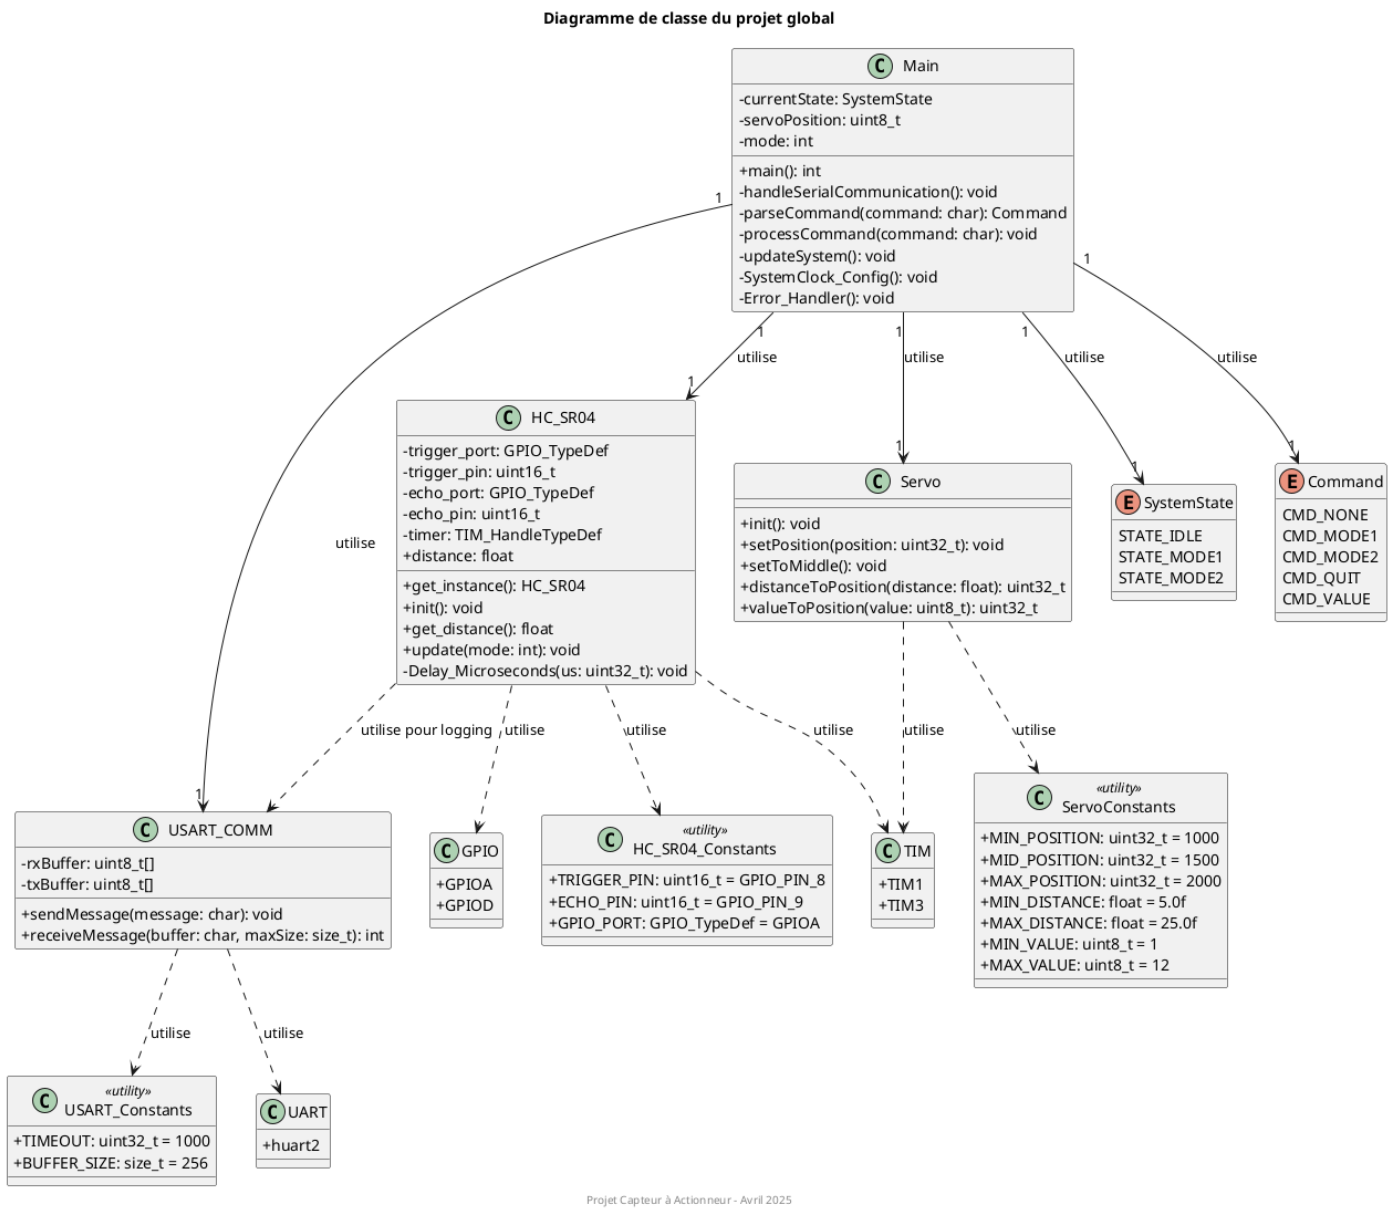 Diagramme de classe du projet global
C Main
-currentState: SystemState
-servoPosition: uint8_t
-mode: int
+main(): int
-handleSerialCommunication(): void
-parseCommand(command: char): Command
-processCommand(command: char): void
-updateSystem(): void
-SystemClock_Config(): void
-Error_Handler(): void
1
1
1 1 1
utilise utilise utilise utilise
1 1 1 1
C HC_SR04
-trigger_port: GPIO_TypeDef
-trigger_pin: uint16_t
-echo_port: GPIO_TypeDef
-echo_pin: uint16_t
-timer: TIM_HandleTypeDef
+distance: float
+get_instance(): HC_SR04
+init(): void
+get_distance(): float
+update(mode: int): void
-Delay_Microseconds(us: uint32_t): void
C Servo
+init(): void
+setPosition(position: uint32_t): void
+setToMiddle(): void
+distanceToPosition(distance: float): uint32_t
+valueToPosition(value: uint8_t): uint32_t
E SystemState
STATE_IDLE
STATE_MODE1
STATE_MODE2
E Command
CMD_NONE
CMD_MODE1
CMD_MODE2
CMD_QUIT
CMD_VALUE
utilise
utilise pour logging utilise utilise utilise utilise utilise
1
C USART_COMM
-rxBuffer: uint8_t[]
-txBuffer: uint8_t[]
+sendMessage(message: char): void
+receiveMessage(buffer: char, maxSize: size_t): int
C GPIO
+GPIOA
+GPIOD
«utility»
C HC_SR04_Constants
+TRIGGER_PIN: uint16_t = GPIO_PIN_8
+ECHO_PIN: uint16_t = GPIO_PIN_9
+GPIO_PORT: GPIO_TypeDef = GPIOA
C TIM
+TIM1
+TIM3
«utility»
C ServoConstants
+MIN_POSITION: uint32_t = 1000
+MID_POSITION: uint32_t = 1500
+MAX_POSITION: uint32_t = 2000
+MIN_DISTANCE: float = 5.0f
+MAX_DISTANCE: float = 25.0f
+MIN_VALUE: uint8_t = 1
+MAX_VALUE: uint8_t = 12
utilise utilise
«utility»
C USART_Constants
+TIMEOUT: uint32_t = 1000
+BUFFER_SIZE: size_t = 256
C UART
+huart2
Projet Capteur à Actionneur - Avril 2025